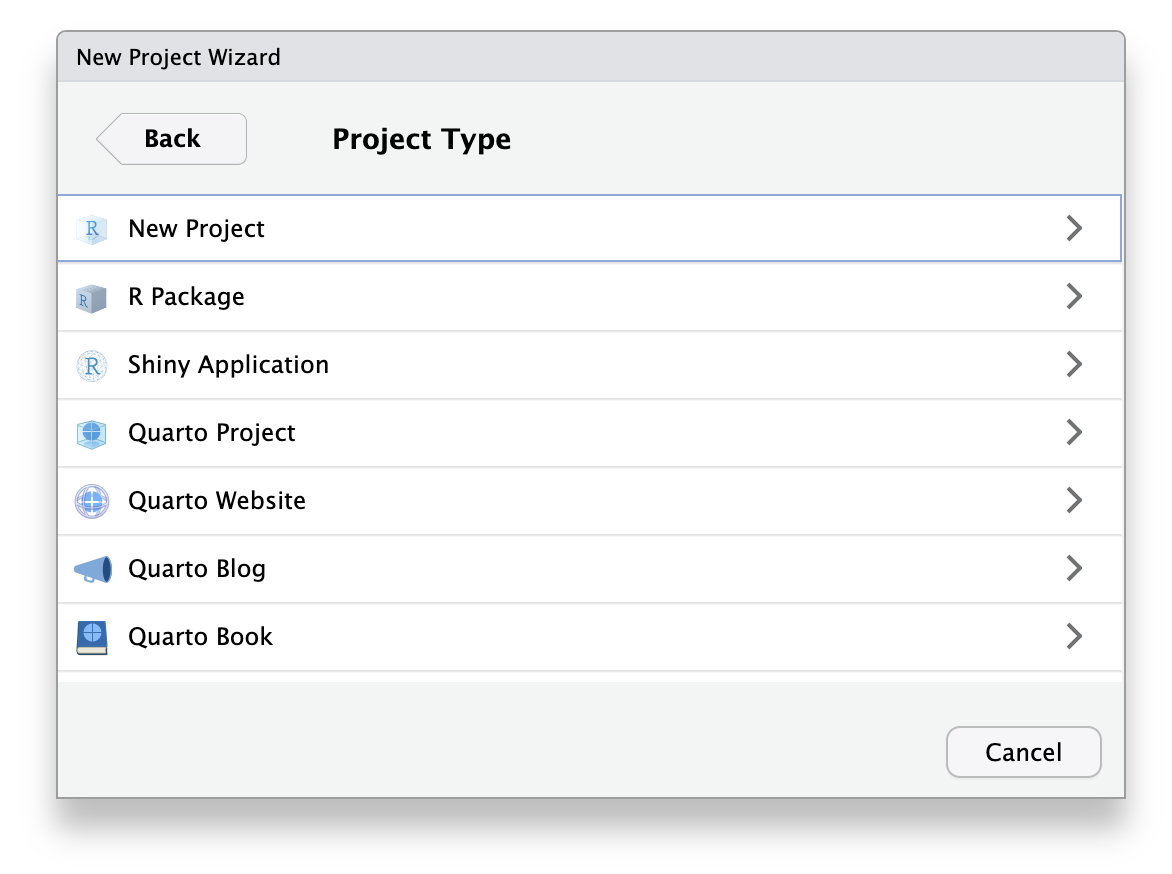 New Project Wizard
Back
Project Type
R New Project
R R Package
R Shiny Application
Quarto Project
Quarto Website
Quarto Blog
Quarto Book
Cancel